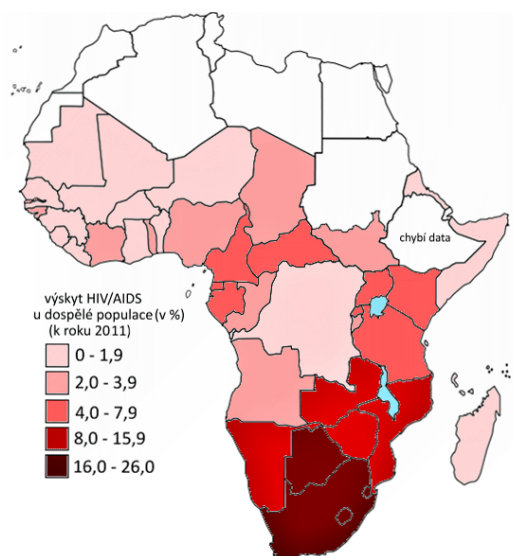 chybí data
výskyt HIV/AIDS
u dospělé populace (v %)
(k roku 2011)
0 - 1,9
2,0 - 3,9
4,0 - 7,9
8,0 - 15,9
16,0 - 26,0